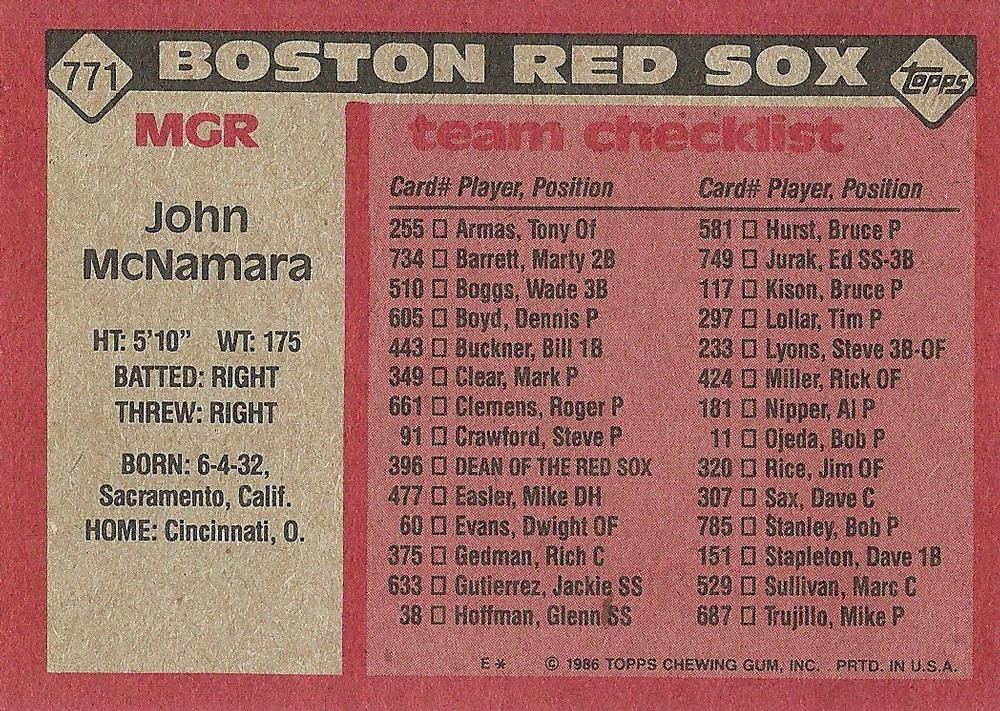 771 BOSTON RED SOX TOPPS
MGR
John
McNamara
HT: 5'10" WT: 175
BATTED: RIGHT
THREW: RIGHT
BORN: 6-4-32,
Sacramento, Calif.
HOME: Cincinnati, O.
team checklist
Card# Player, Position
255 □ Armas, Tony Of
734 □ Barrett, Marty 2B
510 □ Boggs, Wade 3B
605 □ Boyd, Dennis P
443 □ Buckner, Bill 1B
349 □ Clear, Mark P
661 □ Clemens, Roger P
91 □ Crawford, Steve P
396 □ DEAN OF THE RED SOX
477 □ Easler, Mike DH
60 □ Evans, Dwight OF
375 □ Gedman, Rich C
633 □ Gutierrez, Jackie SS
38 □ Hoffman, Glenn SS
Card# Player, Position
581 □ Hurst, Bruce P
749 □ Jurak, Ed SS-3B
117 □ Kison, Bruce P
297 □ Lollar, Tim P
233 □ Lyons, Steve 3B-OF
424 □ Miller, Rick OF
181 □ Nipper, Al P
11 □ Ojeda, Bob P
320 □ Rice, Jim OF
307 □ Sax, Dave C
785 □ Stanley, Bob P
151 □ Stapleton, Dave 1B
529 □ Sullivan, Marc C
687 □ Trujillo, Mike P
E* © 1986 TOPPS CHEWING GUM, INC. PRTD. IN U.S.A.